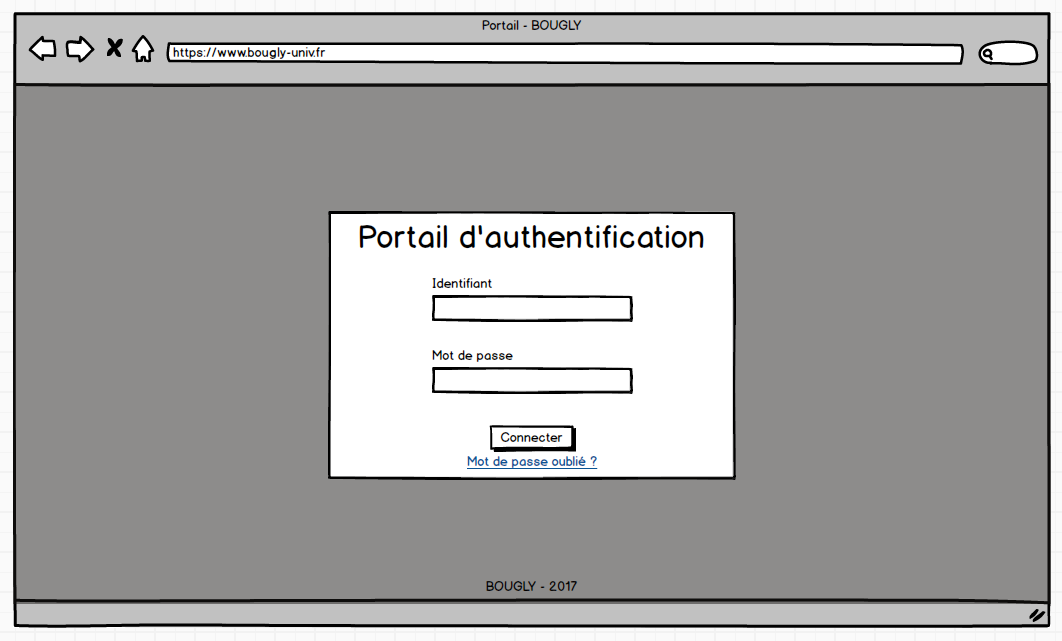 Portail - BOUGLY
https://www.bougly-univ.fr
Portail d'authentification
Identifiant
Mot de passe
Connecter
Mot de passe oublié ?
BOUGLY - 2017